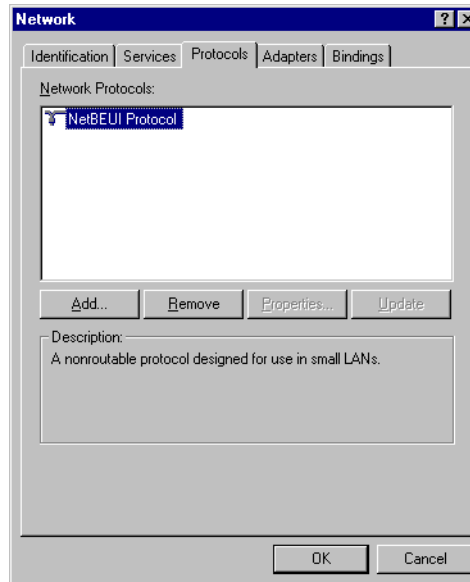 Network
Identification Services Protocols Adapters Bindings
Network Protocols:
NetBEUI Protocol
Add... Remove Properties... Update
Description:
A nonroutable protocol designed for use in small LANs.
OK Cancel